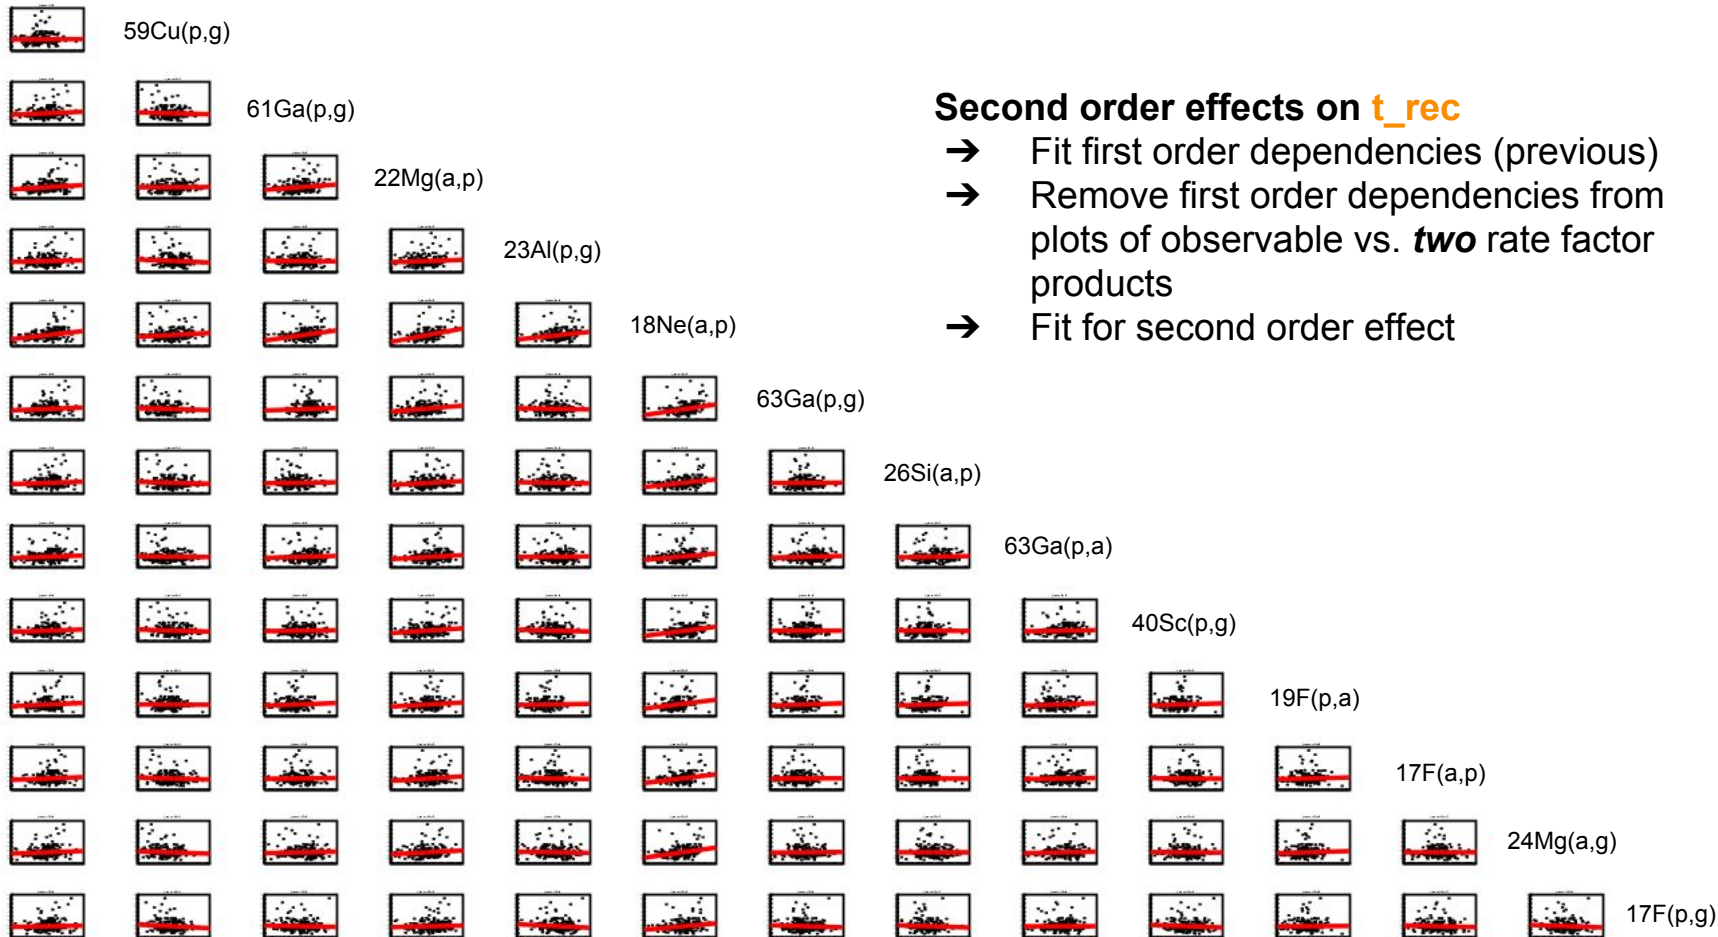 59Cu(p,g)
61Ga(p,g)
Second order effects on t_rec
➔ Fit first order dependencies (previous)
22Mg(a,p)
➔ Remove first order dependencies from
plots of observable vs. two rate factor
23Al(p,g)
products
18Ne(a,p)
➔ Fit for second order effect
63Ga(p,g)
26Si(a,p)
63Ga(p,a)
40Sc(p,g)
19F(p,a)
17F(a,p)
24Mg(a,g)
17F(p,g)